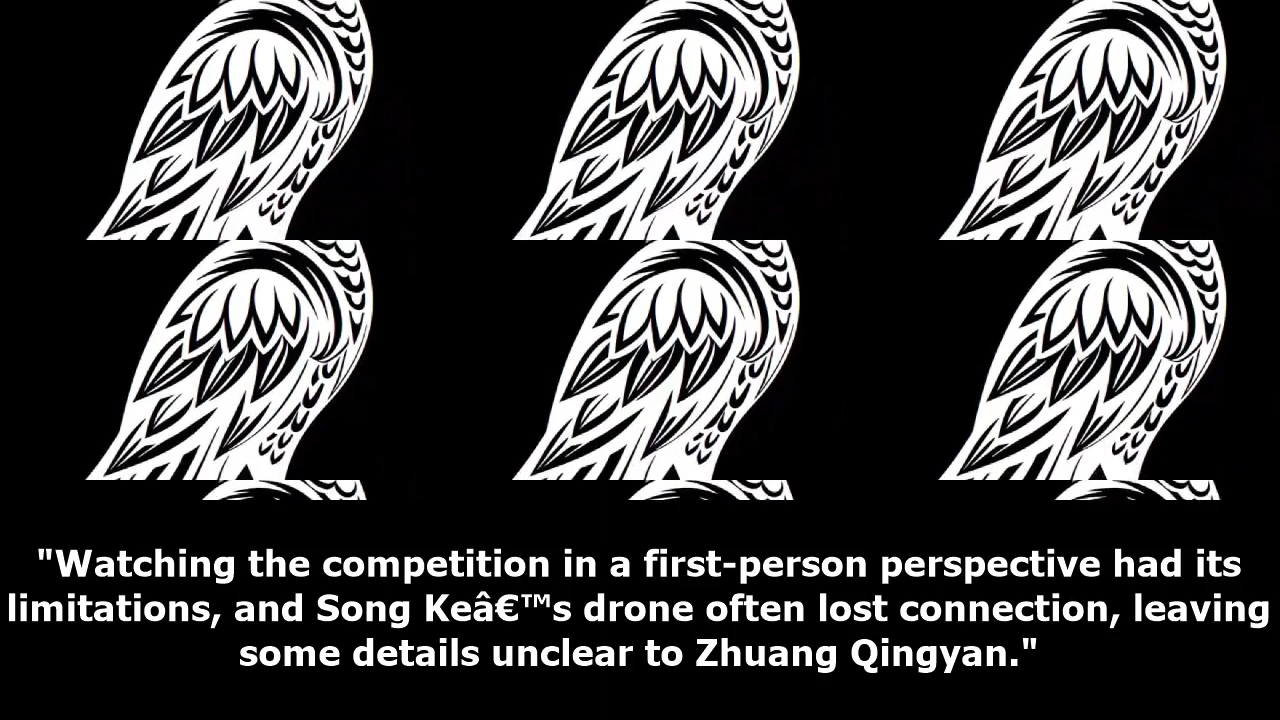 "Watching the competition in a first-person perspective had its
limitations, and Song Keâ€™s drone often lost connection, leaving
some details unclear to Zhuang Qingyan."